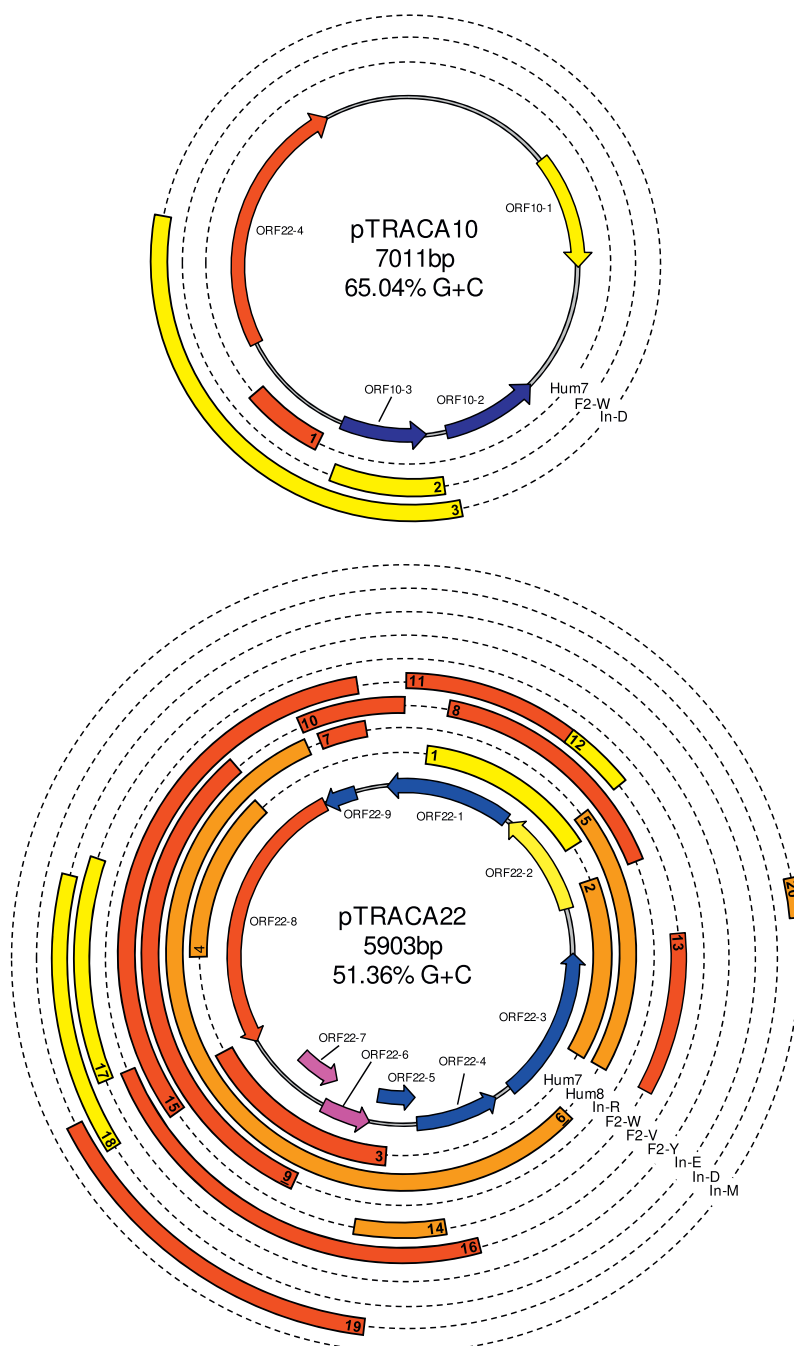 ORF10-1
ORF22-4
pTRACA10
7011bp
65.04% G+C
ORF10-3
ORF10-2
Hum7
F2-W
In-D
1
2
3
11
10
8
7
12
1
5
ORF22-9
ORF22-1
ORF22-2
2
20
pTRACA22
5903bp
51.36% G+C
ORF22-8
4
13
ORF22-3
ORF22-7
ORF22-6
ORF22-5
ORF22-4
17
15
18
Hum7
Hum8
In-R
F2-W
F2-V
F2-Y
In-E
In-D
In-M
6
3
9
14
16
19